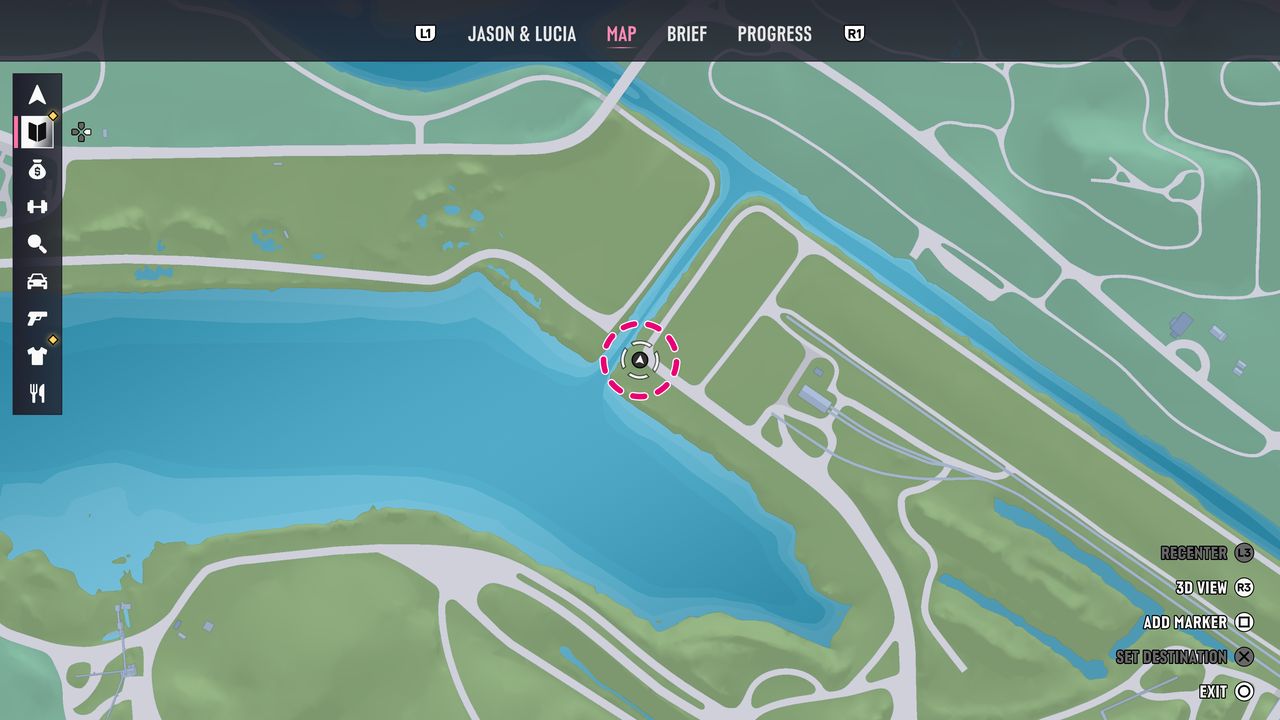 L1 JASON & LUCIA MAP BRIEF PROGRESS R1
RECENTER L3
3D VIEW R3
ADD MARKER
SET DESTINATION
EXIT